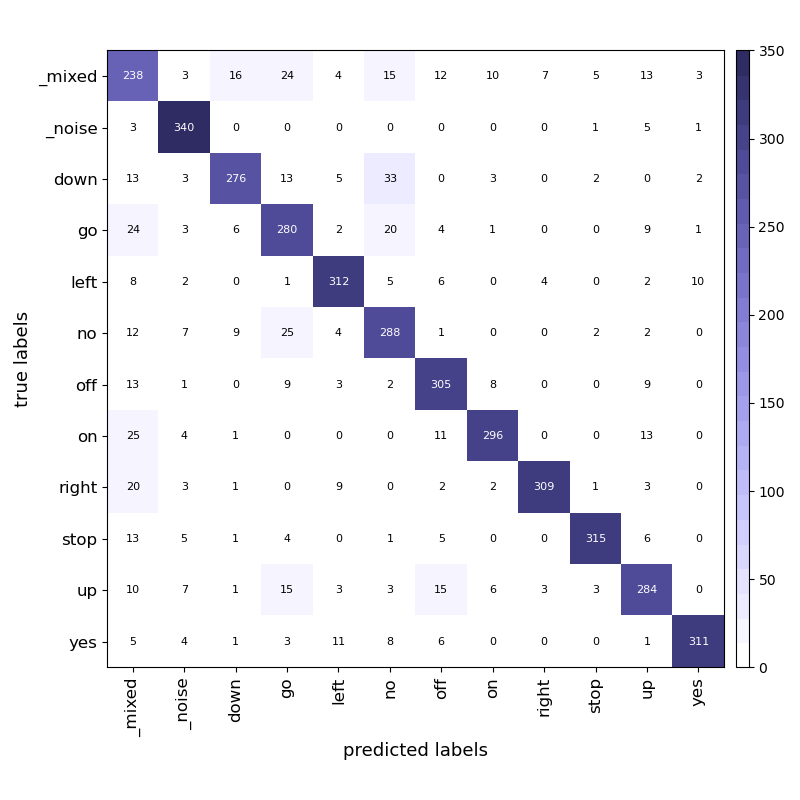 _mixed 238 3 16 24 4 15 12 10 7 5 13 3
_noise 3 340 0 0 0 0 0 0 0 1 5 1
down 13 3 276 13 5 33 0 3 0 2 0 2
go 24 3 6 280 2 20 4 1 0 0 9 1
left 8 2 0 1 312 5 6 0 4 0 2 10
no 12 7 9 25 4 288 1 0 0 2 2 0
off 13 1 0 9 3 2 305 8 0 0 9 0
on 25 4 1 0 0 0 11 296 0 0 13 0
right 20 3 1 0 9 0 2 2 309 1 3 0
stop 13 5 1 4 0 1 5 0 0 315 6 0
up 10 7 1 15 3 3 15 6 3 3 284 0
yes 5 4 1 3 11 8 6 0 0 0 1 311
_mixed _noise down go left no off on right stop up yes
predicted labels
true labels
350
300
250
200
150
100
50
0